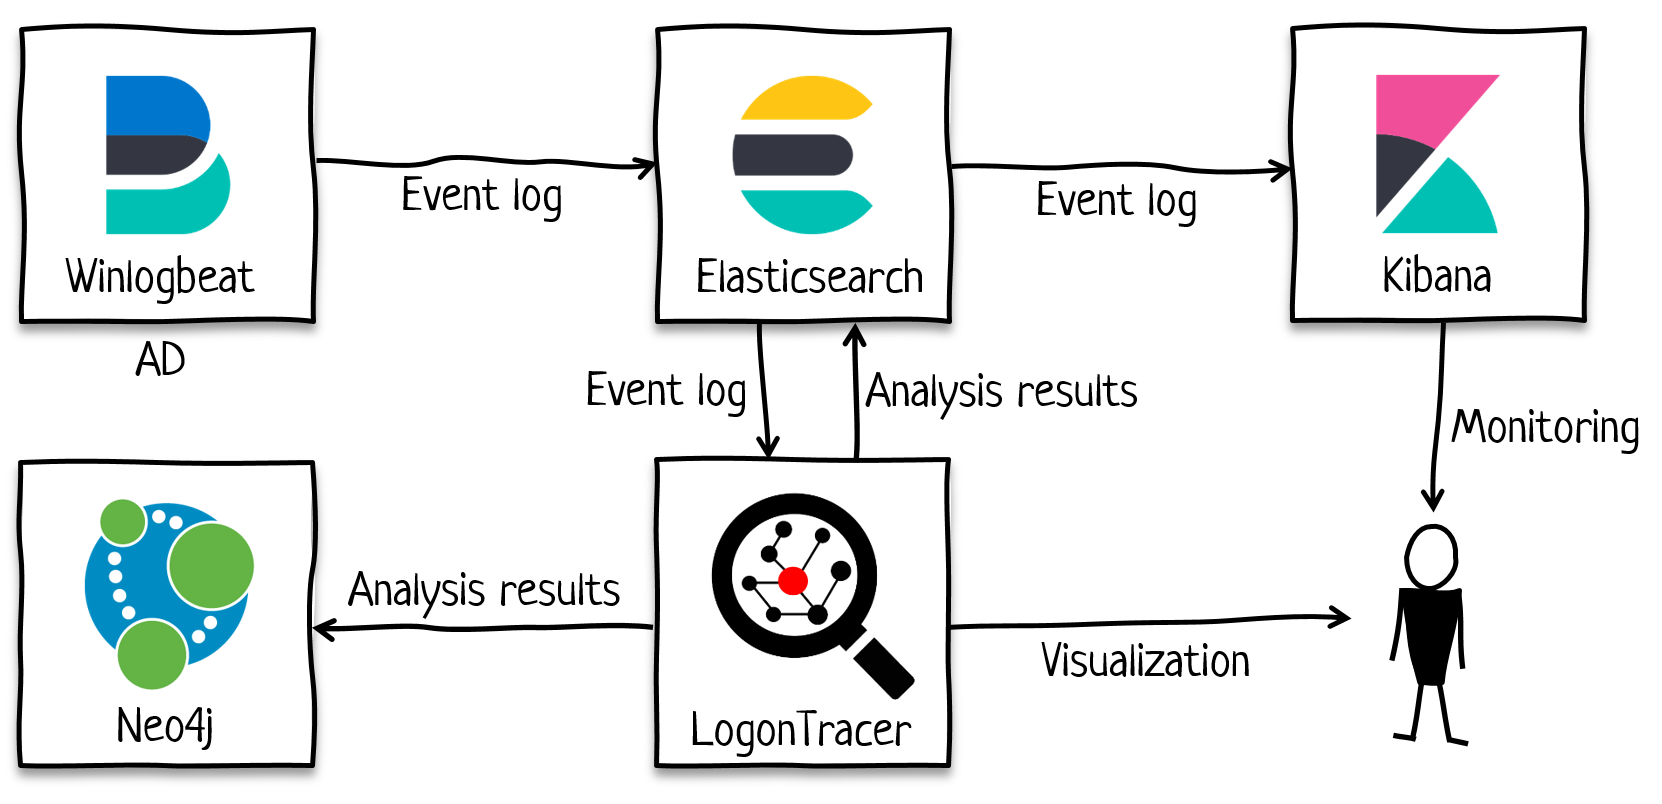 Event log
Event log
Winlogbeat
Elasticsearch
Kibana
AD
Event log
Analysis results
Monitoring
Analysis results
Visualization
Neo4j
LogonTracer